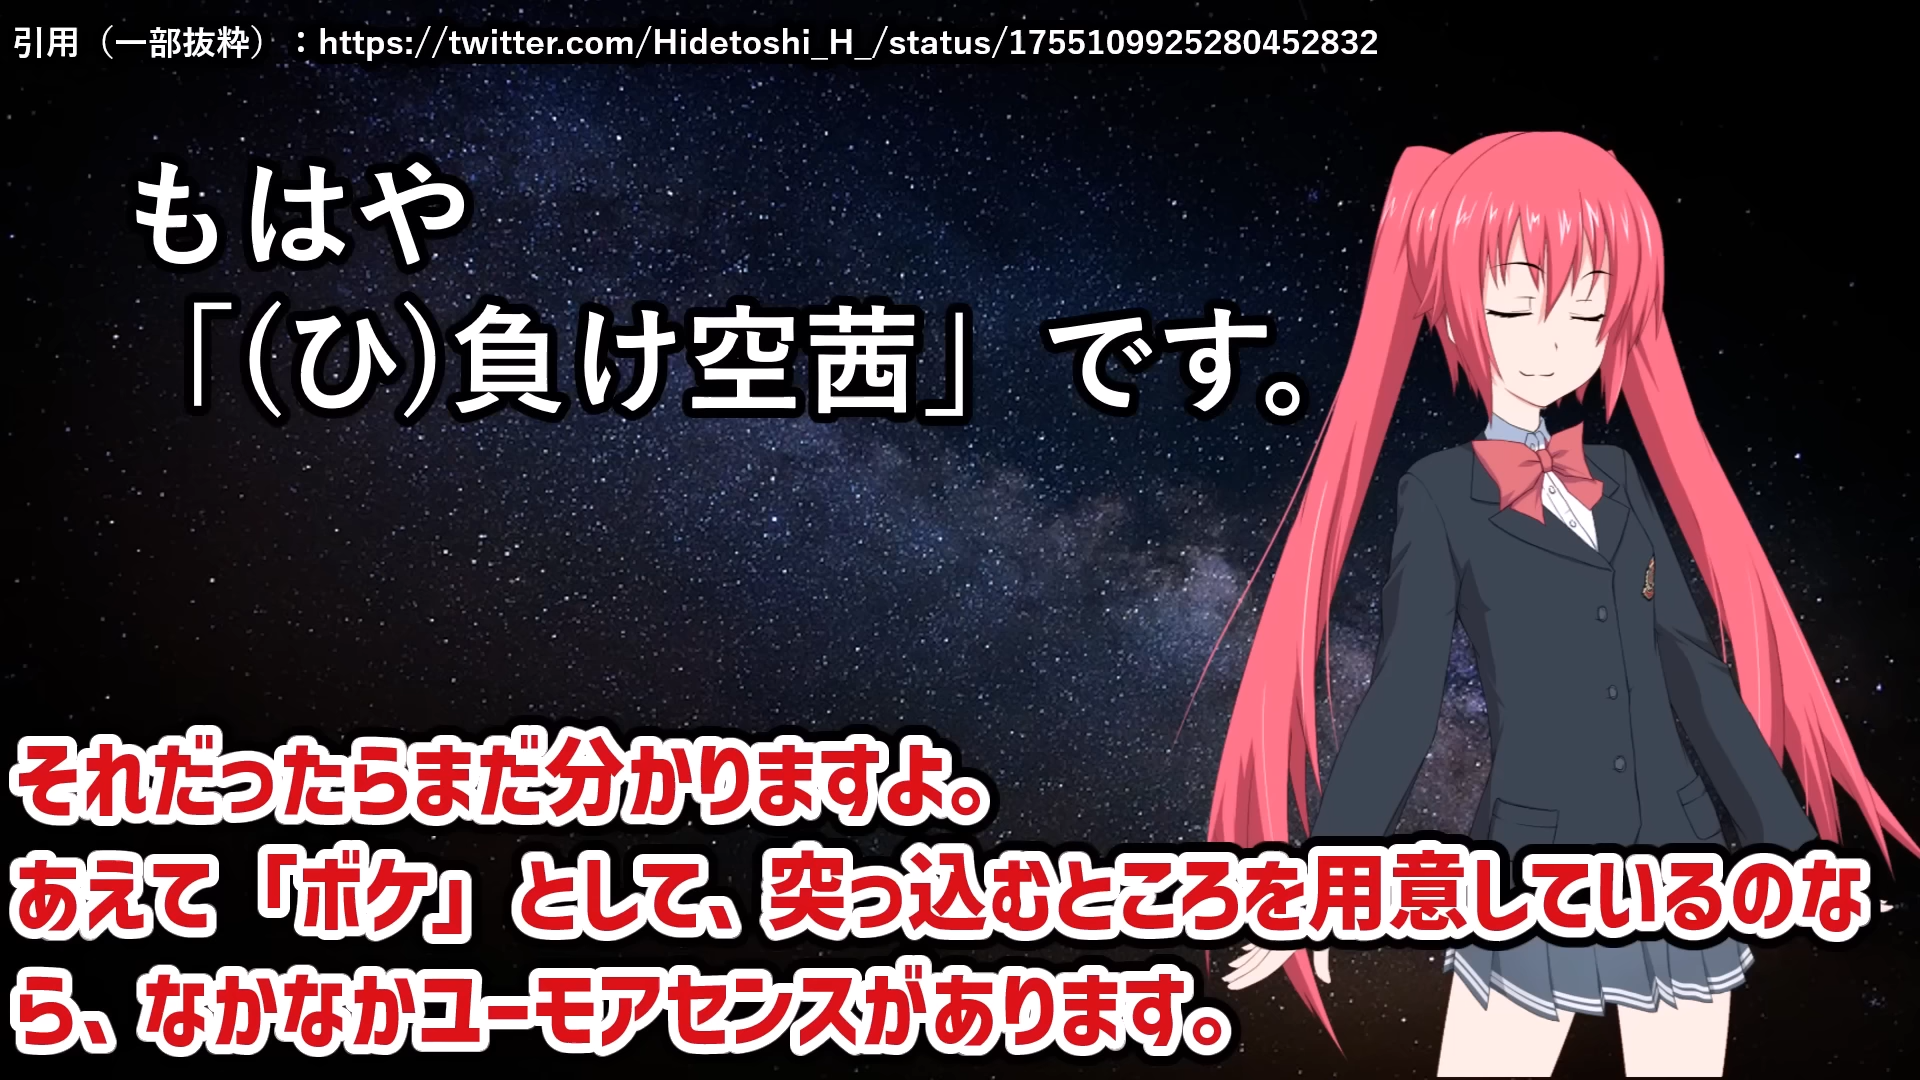 引用（一部抜粋）：https://twitter.com/Hidetoshi_H_/status/1755109925280452832
もはや
「(ひ)負け空茜」です。
それだったらまだ分かりますよ。
あえて「ボケ」として、突っ込むところを用意しているのな
ら、なかなかユーモアセンスがあります。